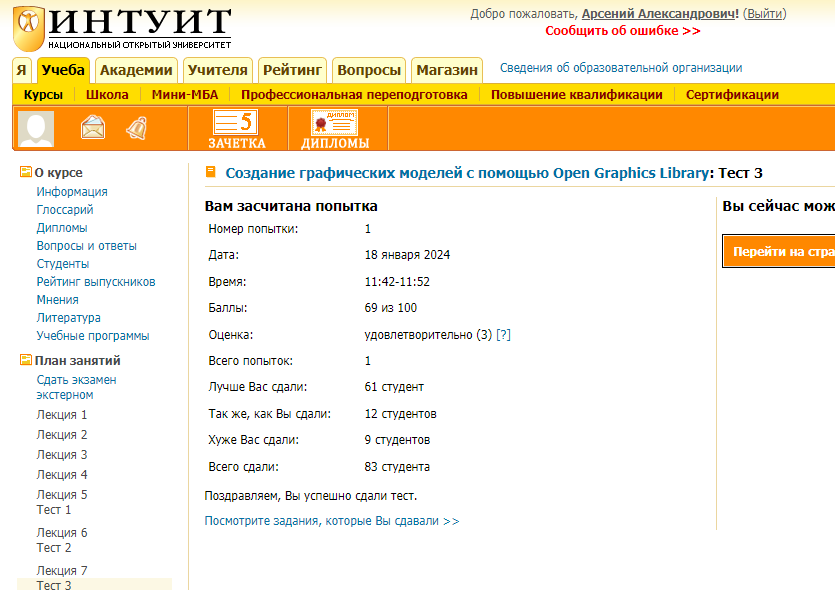 ИНТУИТ
НАЦИОНАЛЬНЫЙ ОТКРЫТЫЙ УНИВЕРСИТЕТ
Добро пожаловать, Арсений Александрович! (Выйти)
Сообщить об ошибке >>
Я Учеба Академии Учителя Рейтинг Вопросы Магазин Сведения об образовательной организации
Курсы Школа Мини-МБА Профессиональная переподготовка Повышение квалификации Сертификации
5
ЗАЧЕТКА
ДИПЛОМ
ДИПЛОМЫ
О курсе
Информация
Глоссарий
Дипломы
Вопросы и ответы
Студенты
Рейтинг выпускников
Мнения
Литература
Учебные программы
План занятий
Сдать экзамен
экстерном
Лекция 1
Лекция 2
Лекция 3
Лекция 4
Лекция 5
Тест 1
Лекция 6
Тест 2
Лекция 7
Тест 3
Создание графических моделей с помощью Open Graphics Library: Тест 3
Вам засчитана попытка
Номер попытки: 1
Дата: 18 января 2024
Время: 11:42-11:52
Баллы: 69 из 100
Оценка: удовлетворительно (3) [?]
Всего попыток: 1
Лучше Вас сдали: 61 студент
Так же, как Вы сдали: 12 студентов
Хуже Вас сдали: 9 студентов
Всего сдали: 83 студента
Поздравляем, Вы успешно сдали тест.
Посмотрите задания, которые Вы сдавали >>
Вы сейчас мож
Перейти на стра